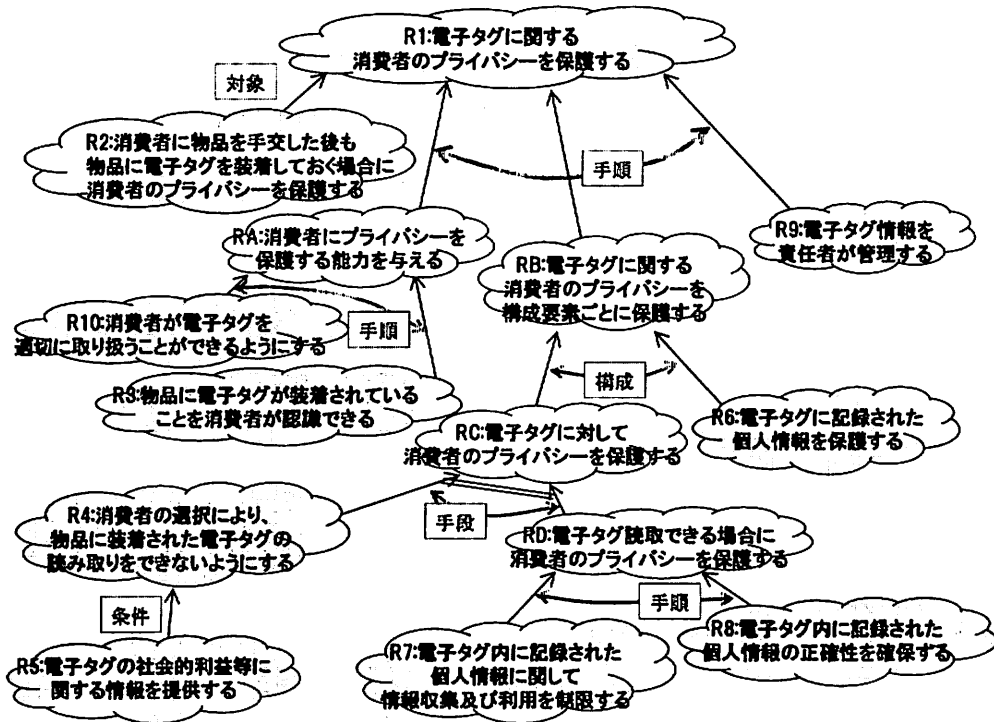 R1:電子タグに関する
消費者のプライバシーを保護する
対象
R2:消費者に物品を手交した後も
物品に電子タグを装着しておく場合に
消費者のプライバシーを保護する
手順
RA:消費者にプライバシーを
保護する能力を与える
RB:電子タグに関する
消費者のプライバシーを
構成要素ごとに保護する
R9:電子タグ情報を
責任者が管理する
R10:消費者が電子タグを
適切に取り扱うことができるようにする
手順
R3:物品に電子タグが装着されている
ことを消費者が認識できる
構成
RC:電子タグに対して
消費者のプライバシーを保護する
R6:電子タグに記録された
個人情報を保護する
R4:消費者の選択により、
物品に装着された電子タグの
読み取りをできないようにする
手段
RD:電子タグ読取できる場合に
消費者のプライバシーを保護する
条件
手順
R5:電子タグの社会的利益等に
関する情報を提供する
R7:電子タグ内に記録された
個人情報に関して
情報収集及び利用を制限する
R8:電子タグ内に記録された
個人情報の正確性を確保する